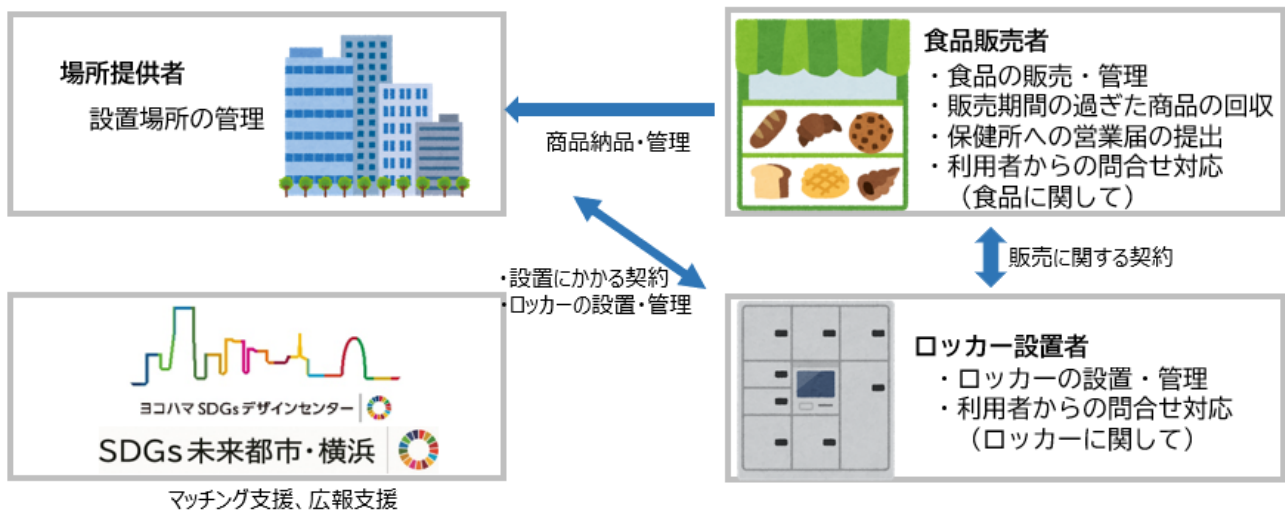 場所提供者
設置場所の管理
商品納品・管理
食品販売者
・食品の販売・管理
・販売期間の過ぎた商品の回収
・保健所への営業届の提出
・利用者からの問合せ対応
（食品に関して）
販売に関する契約
・設置にかかる契約
・ロッカーの設置・管理
ヨコハマSDGsデザインセンター
SDGs未来都市・横浜
マッチング支援、広報支援
ロッカー設置者
・ロッカーの設置・管理
・利用者からの問合せ対応
（ロッカーに関して）